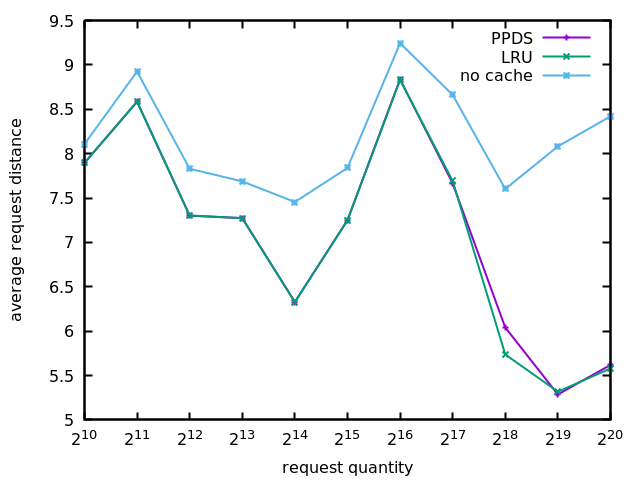 9.5
9
8.5
8
7.5
7
6.5
6
5.5
5
average request distance
PPDS
LRU
no cache
2^10 2^11 2^12 2^13 2^14 2^15 2^16 2^17 2^18 2^19 2^20
request quantity